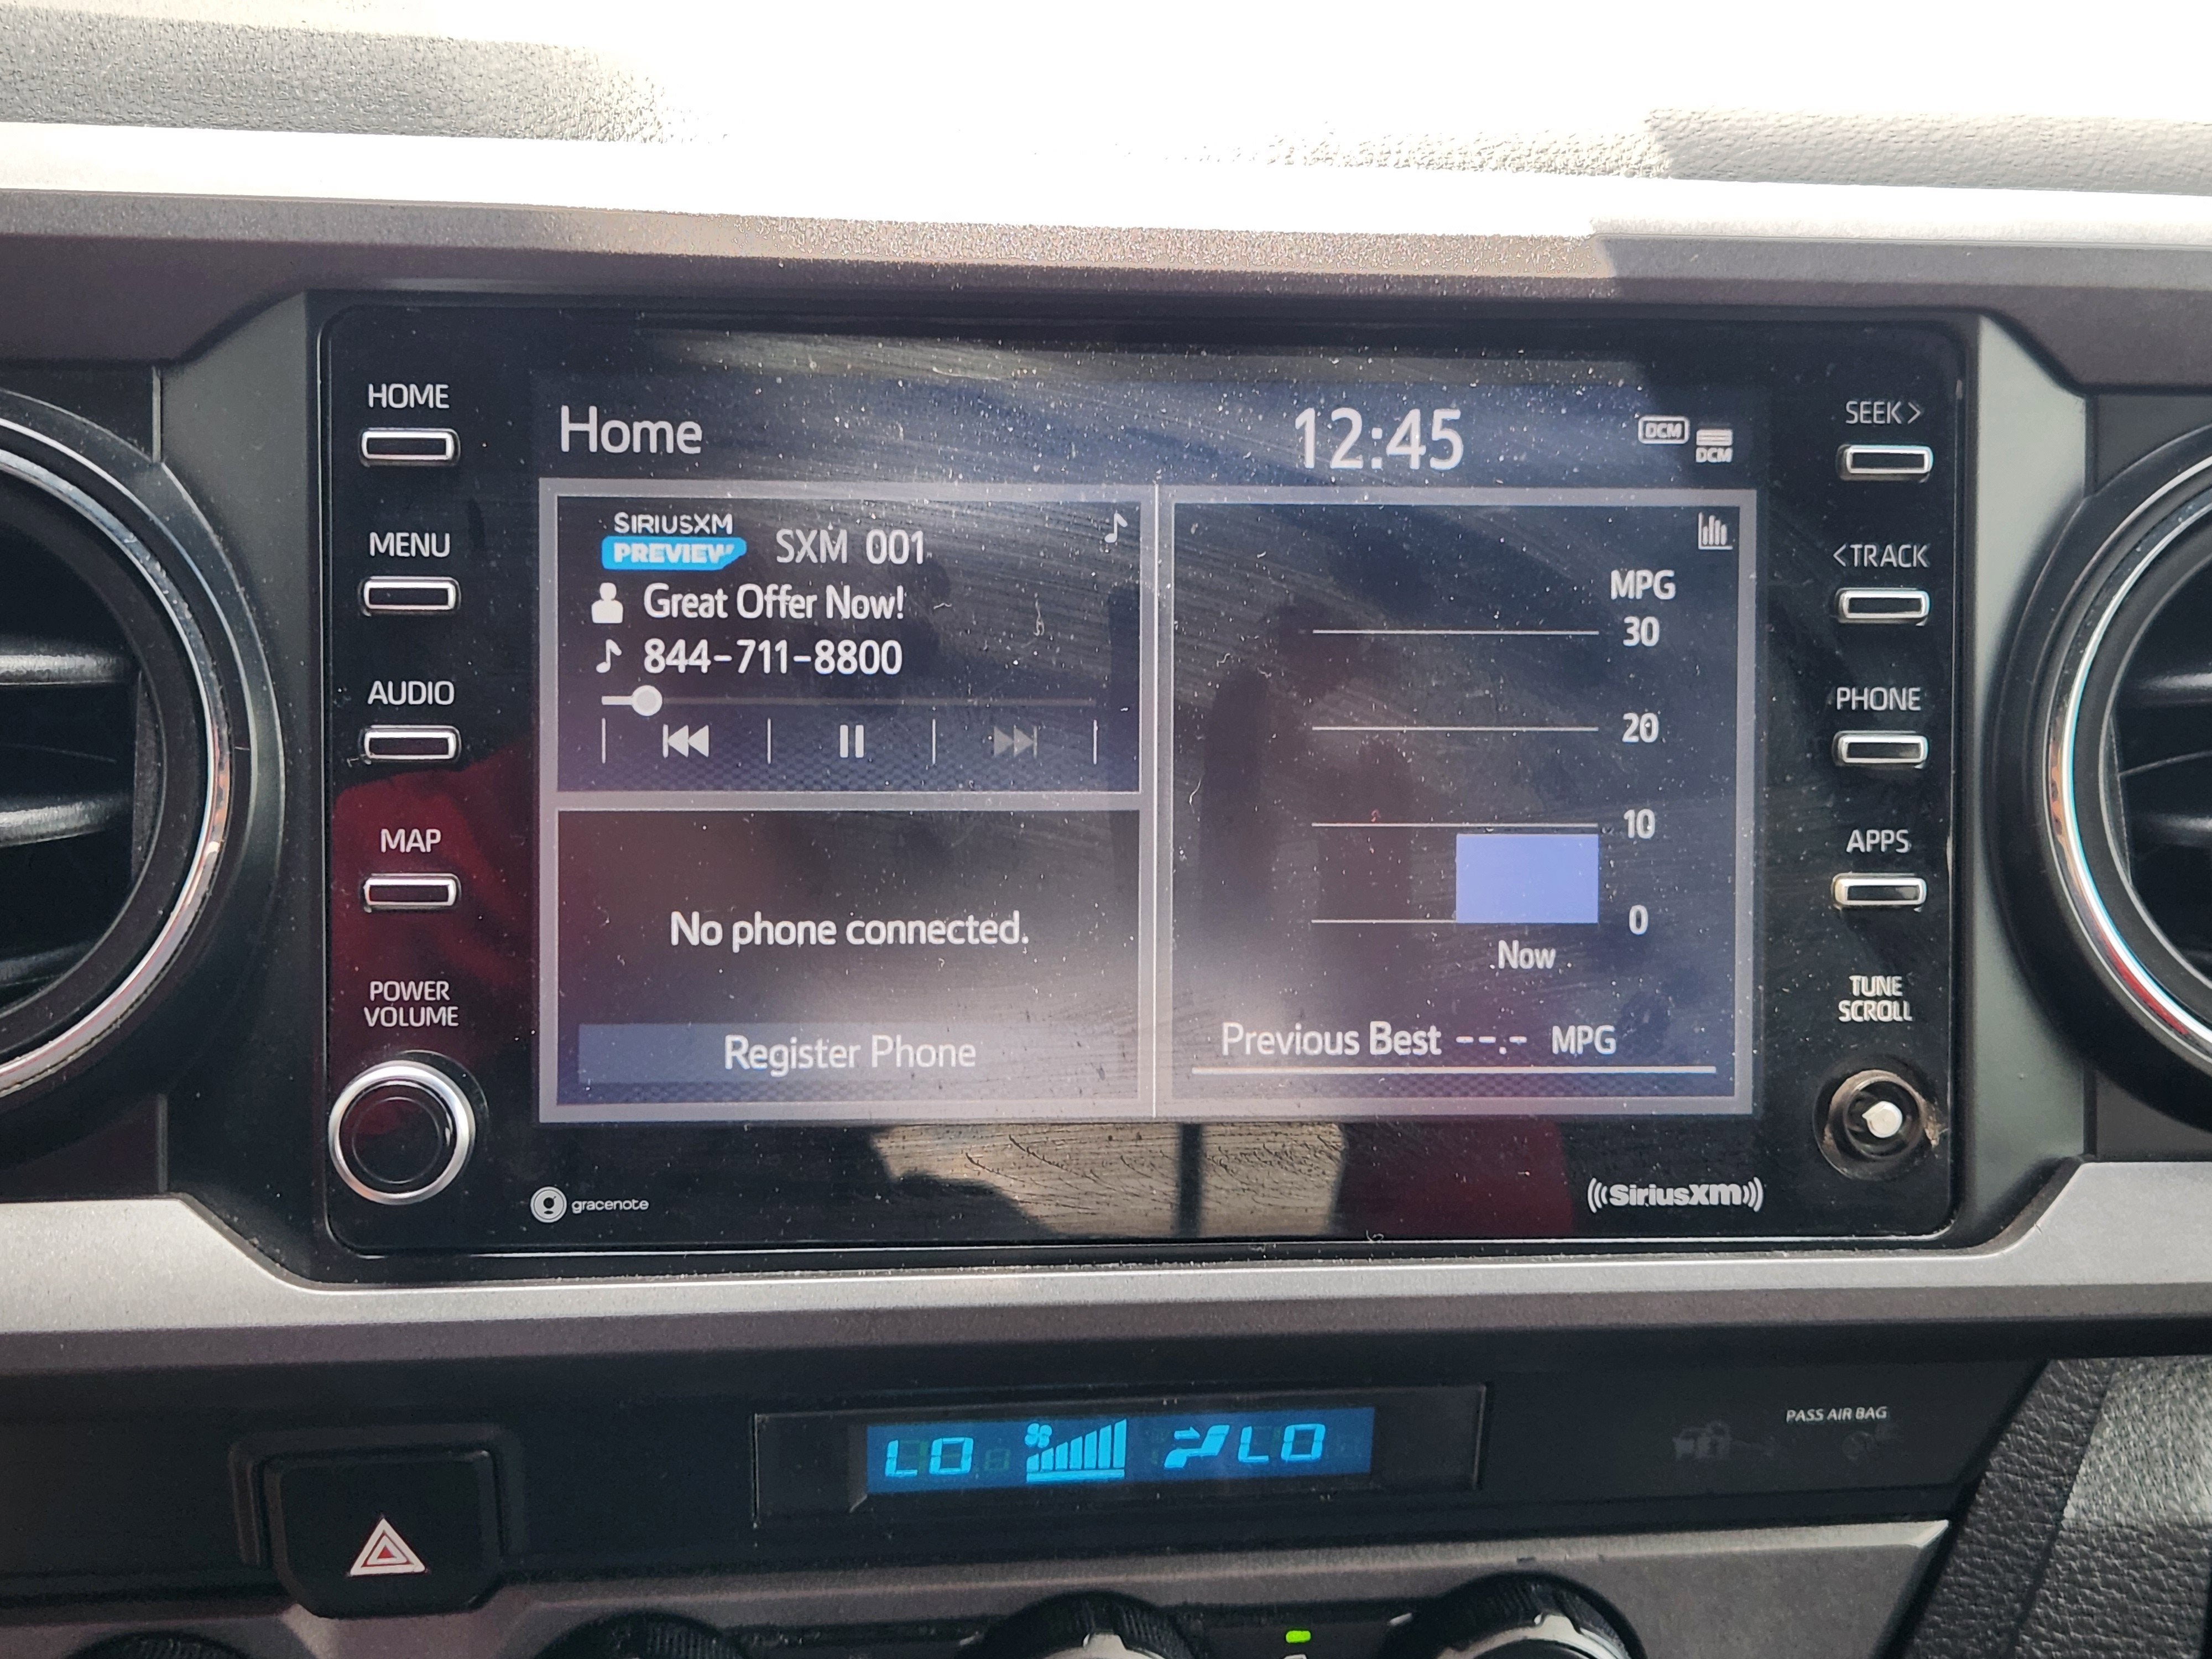 HOME
MENU
AUDIO
MAP
POWER
VOLUME
Home
12:45
DCM
DCM
SIRIUSXM
PREVIEW
SXM 001
Great Offer Now!
844-711-8800
No phone connected.
Register Phone
MPG
30
20
10
0
Now
Previous Best --.- MPG
SEEK >
< TRACK
PHONE
APPS
TUNE
SCROLL
gracenote
((SiriusXM))
LO
LO
PASS AIR BAG